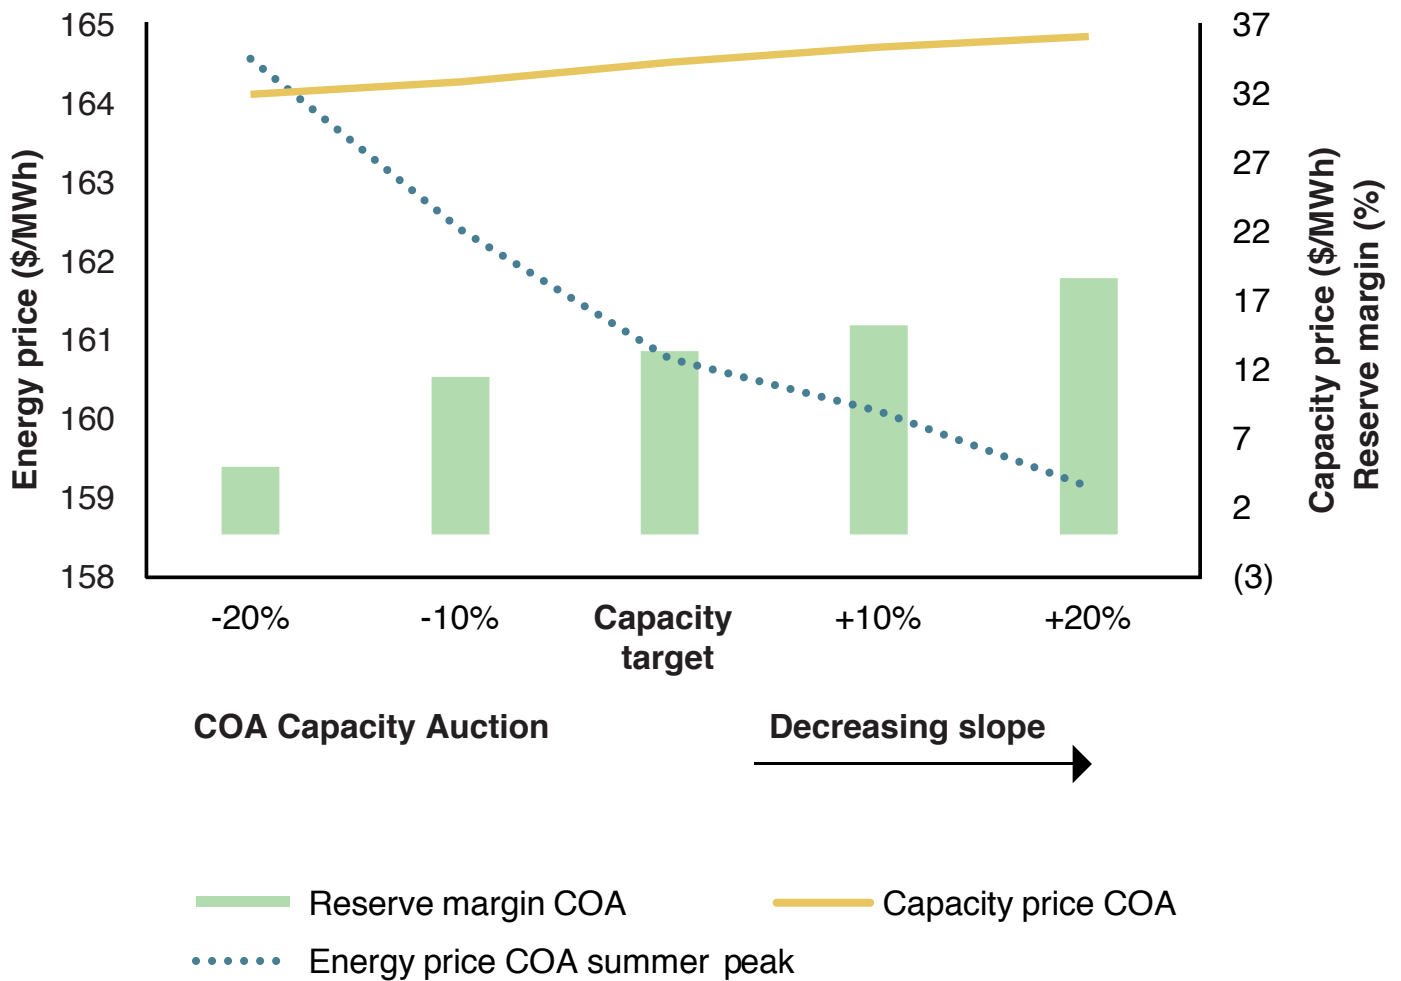 165
164
163
162
161
160
159
158
Energy price ($/MWh)
37
32
27
22
17
12
7
2
(3)
Capacity price ($/MWh)
Reserve margin (%)
-20%
-10%
Capacity
target
+10%
+20%
COA Capacity Auction
Decreasing slope
Reserve margin COA
Capacity price COA
Energy price COA summer peak